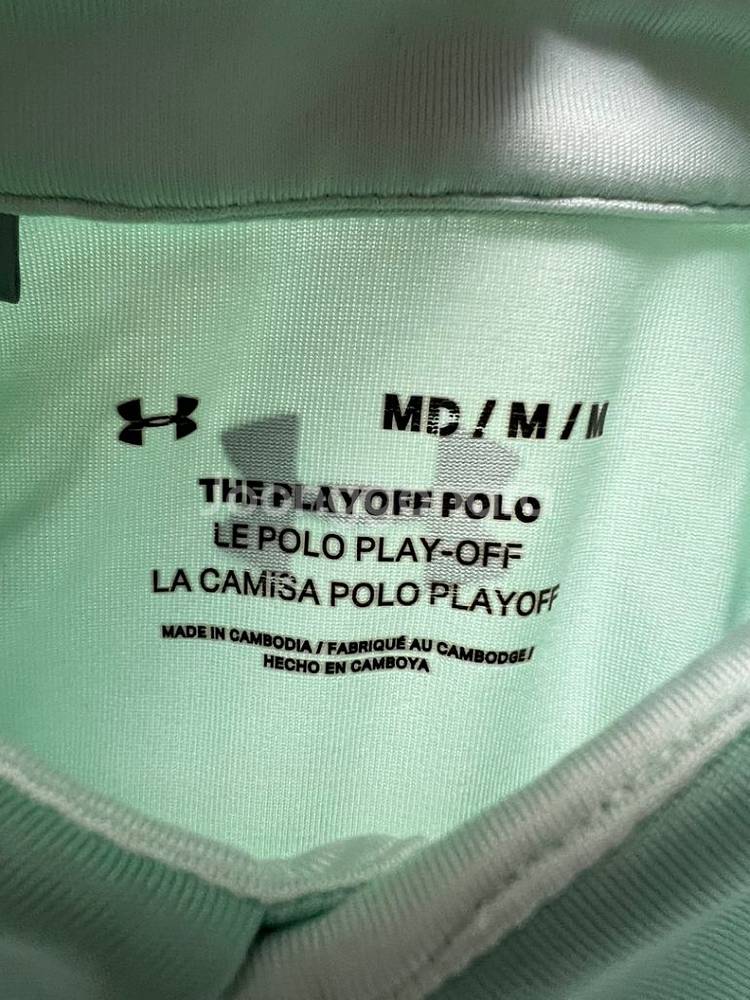 MD / M / M
THE PLAYOFF POLO
LE POLO PLAY-OFF
LA CAMISA POLO PLAYOFF
MADE IN CAMBODIA / FABRIQUÉ AU CAMBODGE /
HECHO EN CAMBOYA